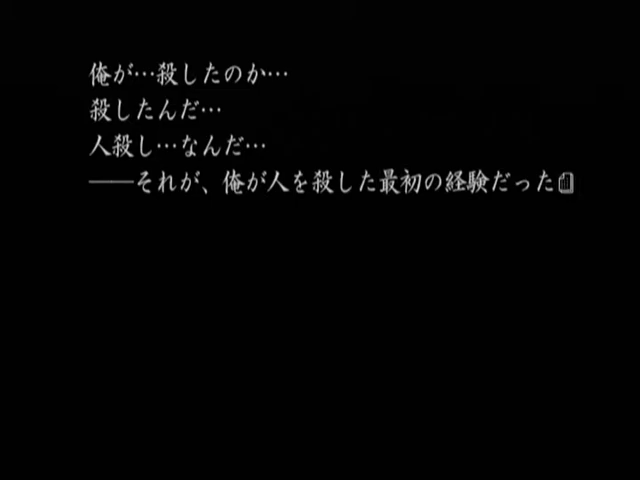 俺が…殺したのか…
殺したんだ…
人殺し…なんだ…
――それが、俺が人を殺した最初の経験だった